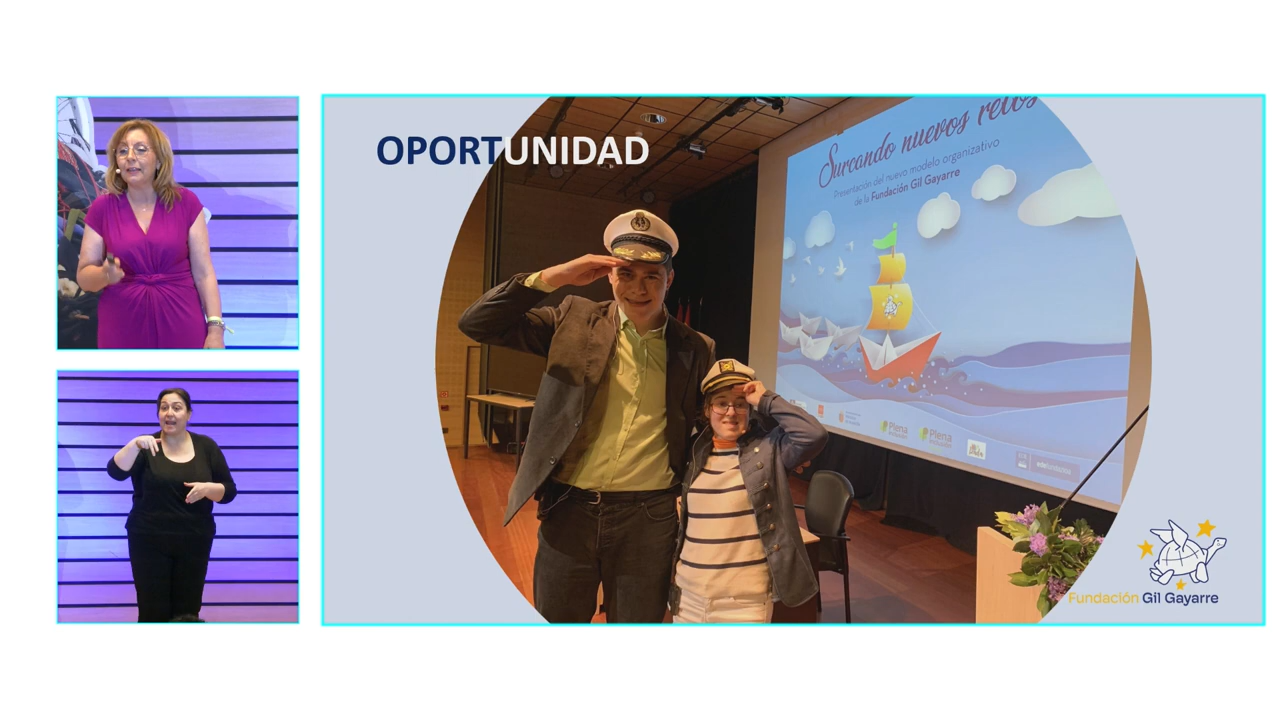 OPORTUNIDAD
Surcando nuevos retos
Presentación del nuevo modelo organizativo
de la Fundación Gil Gayarre
Plena
inclusión
Plena
inclusión
Fundación Gil Gayarre